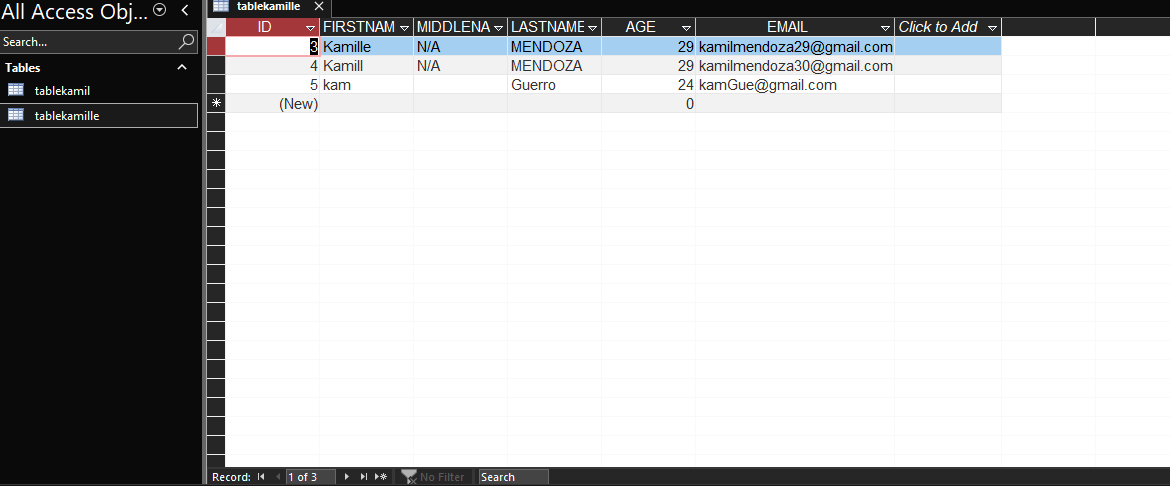 All Access Obj...
Search...
Tables
tablekamil
tablekamille
tablekamille
ID FIRSTNAM MIDDLENA LASTNAME AGE EMAIL Click to Add
3 Kamille N/A MENDOZA 29 kamilmendoza29@gmail.com
4 Kamill N/A MENDOZA 29 kamilmendoza30@gmail.com
5 kam Guerro 24 kamGue@gmail.com
* (New) 0
Record: 1 of 3 No Filter Search